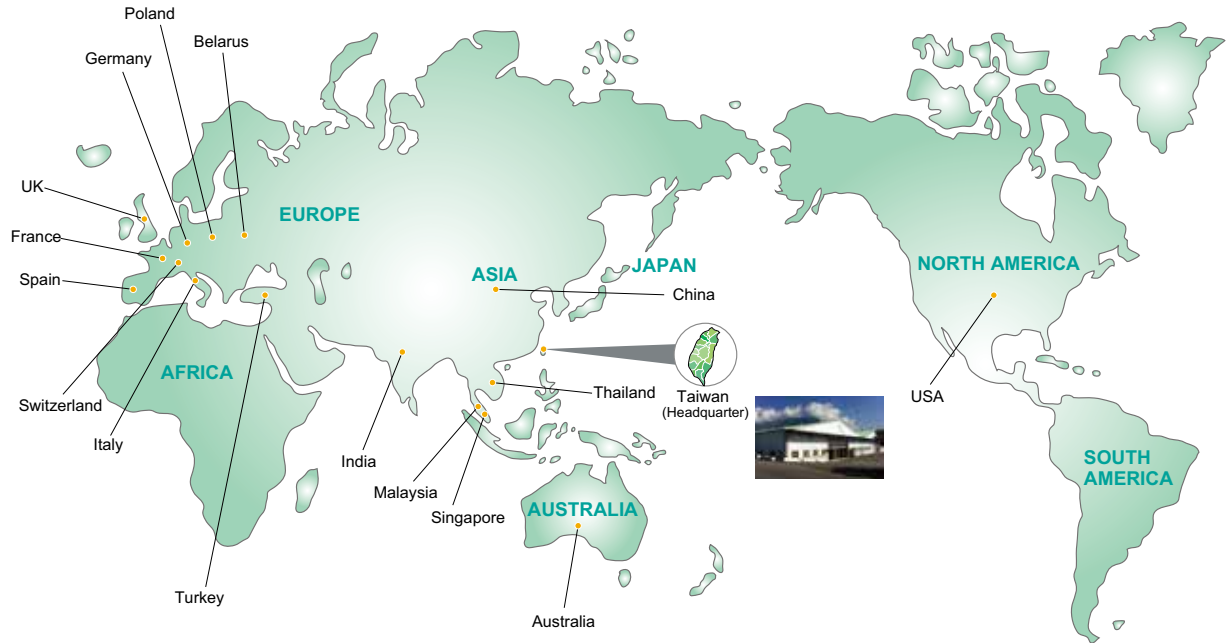 Poland
Belarus
Germany
UK
EUROPE
France
ASIA
JAPAN
NORTH AMERICA
Spain
China
AFRICA
Thailand
Taiwan
(Headquarter)
USA
Switzerland
Italy
India
SOUTH
AMERICA
Malaysia
AUSTRALIA
Singapore
Turkey
Australia